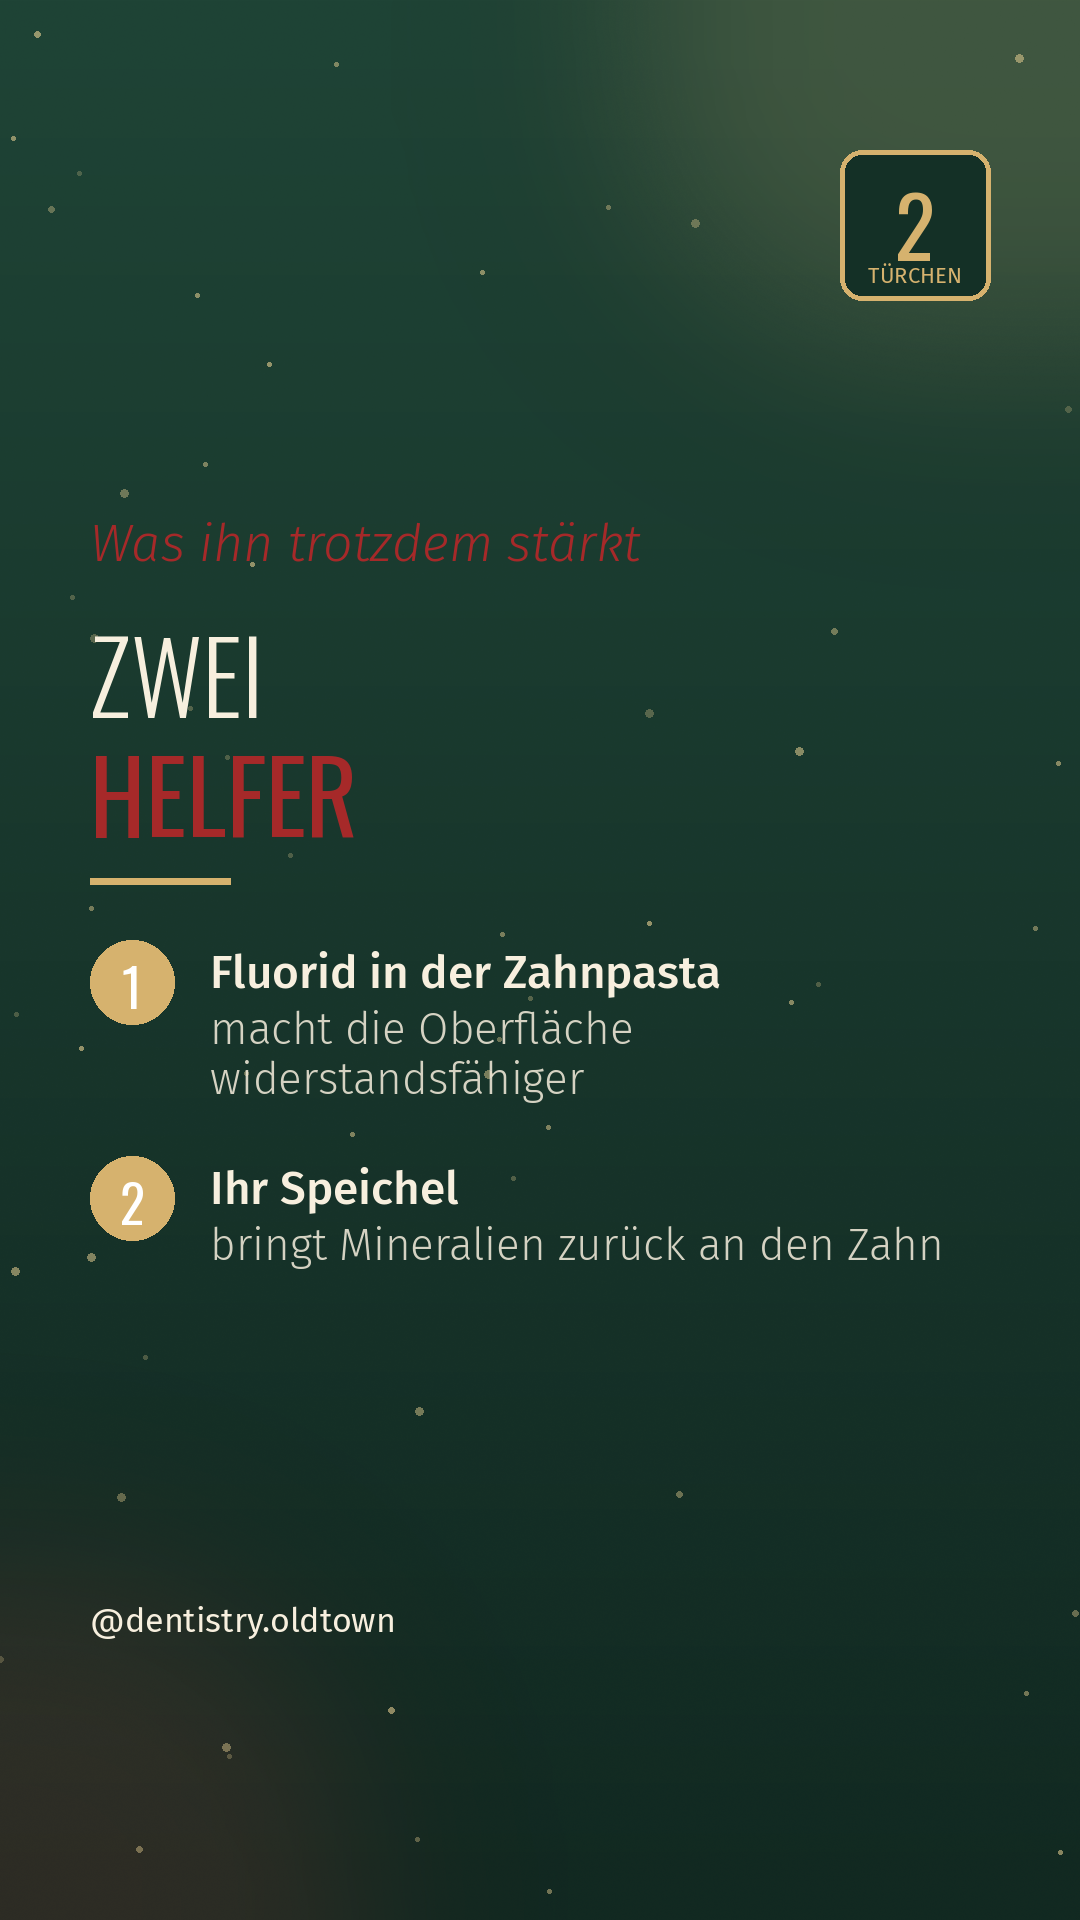 2
TÜRCHEN
Was ihn trotzdem stärkt
ZWEI
HELFER
1
Fluorid in der Zahnpasta
macht die Oberfläche
widerstandsfähiger
2
Ihr Speichel
bringt Mineralien zurück an den Zahn
@dentistry.oldtown